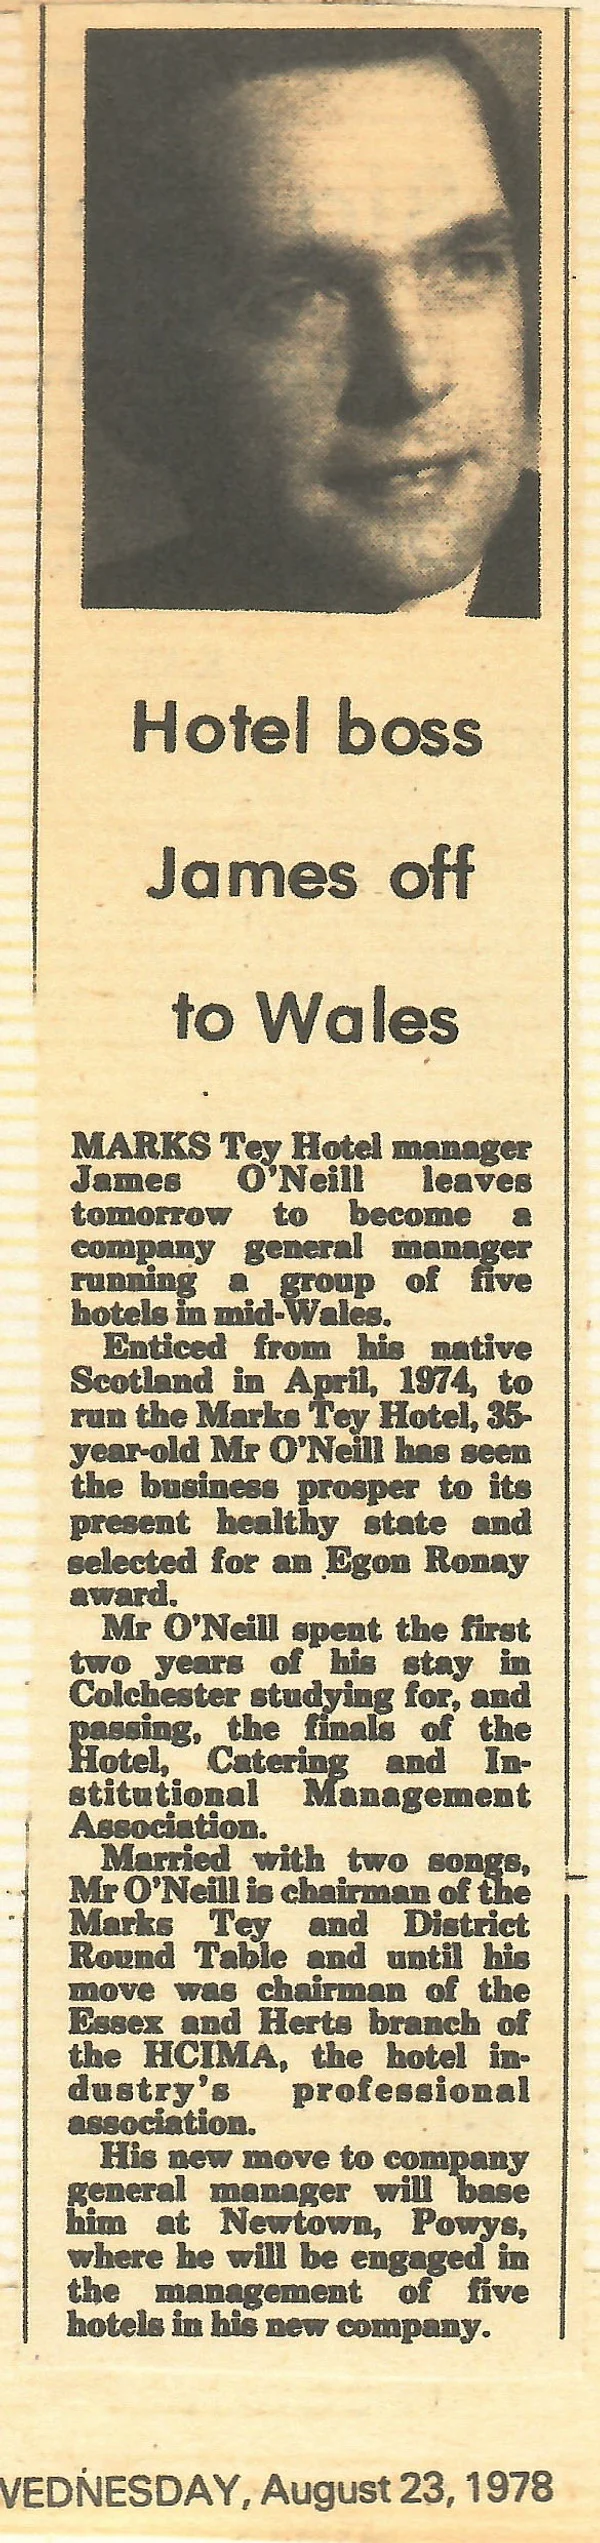 Hotel boss
James off
to Wales
MARKS Tey Hotel manager
James O'Neill leaves
tomorrow to become a
company general manager
running a group of five
hotels in mid-Wales.
Enticed from his native
Scotland in April, 1974, to
run the Marks Tey Hotel, 35-
year-old Mr O'Neill has seen
the business prosper to its
present healthy state and
selected for an Egon Ronay
award.
Mr O'Neill spent the first
two years of his stay in
Colchester studying for, and
passing, the finals of the
Hotel, Catering and In-
stitutional Management
Association.
Married with two songs,
Mr O'Neill is chairman of the
Marks Tey and District
Round Table and until his
move was chairman of the
Essex and Herts branch of
the HCIMA, the hotel in-
dustry's professional
association.
His new move to company
general manager will base
him at Newtown, Powys,
where he will be engaged in
the management of five
hotels in his new company.
WEDNESDAY, August 23, 1978